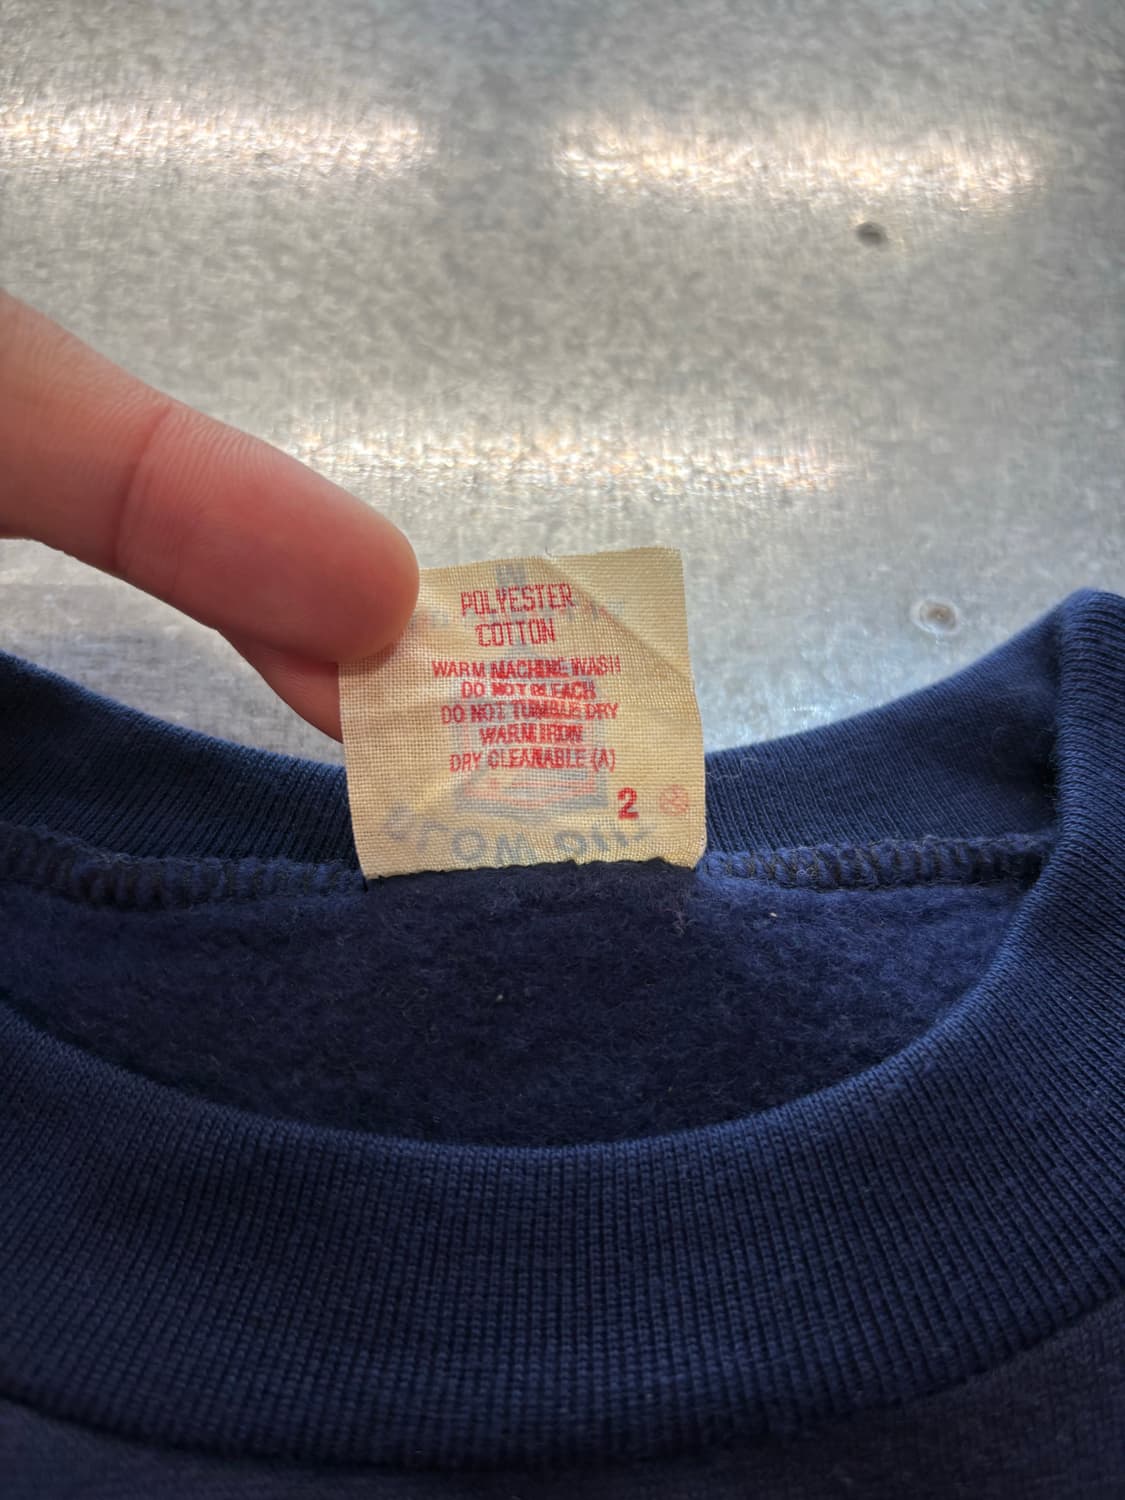 POLYESTER
COTTON
WARM MACHINE WASH
DO NOT BLEACH
DO NOT TUMBLE DRY
WARM IRON
DRY CLEANABLE (A)
2